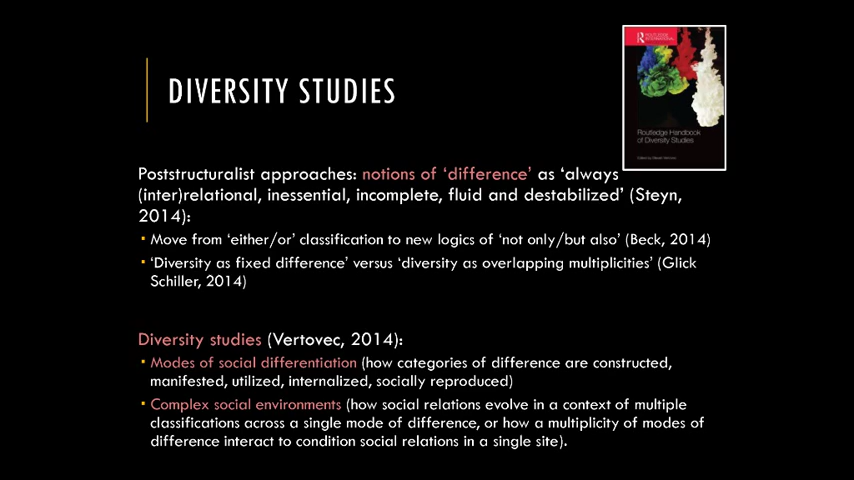 ROUTLEDGE
INTERNATIONAL
DIVERSITY STUDIES
Routledge Handbook
of Diversity Studies
Poststructuralist approaches: notions of ‘difference’ as ‘always
(inter)relational, inessential, incomplete, fluid and destabilized’ (Steyn,
2014):
▪ Move from ‘either/or’ classification to new logics of ‘not only/but also’ (Beck, 2014)
▪ ‘Diversity as fixed difference’ versus ‘diversity as overlapping multiplicities’ (Glick
Schiller, 2014)
Diversity studies (Vertovec, 2014):
▪ Modes of social differentiation (how categories of difference are constructed,
manifested, utilized, internalized, socially reproduced)
▪ Complex social environments (how social relations evolve in a context of multiple
classifications across a single mode of difference, or how a multiplicity of modes of
difference interact to condition social relations in a single site).